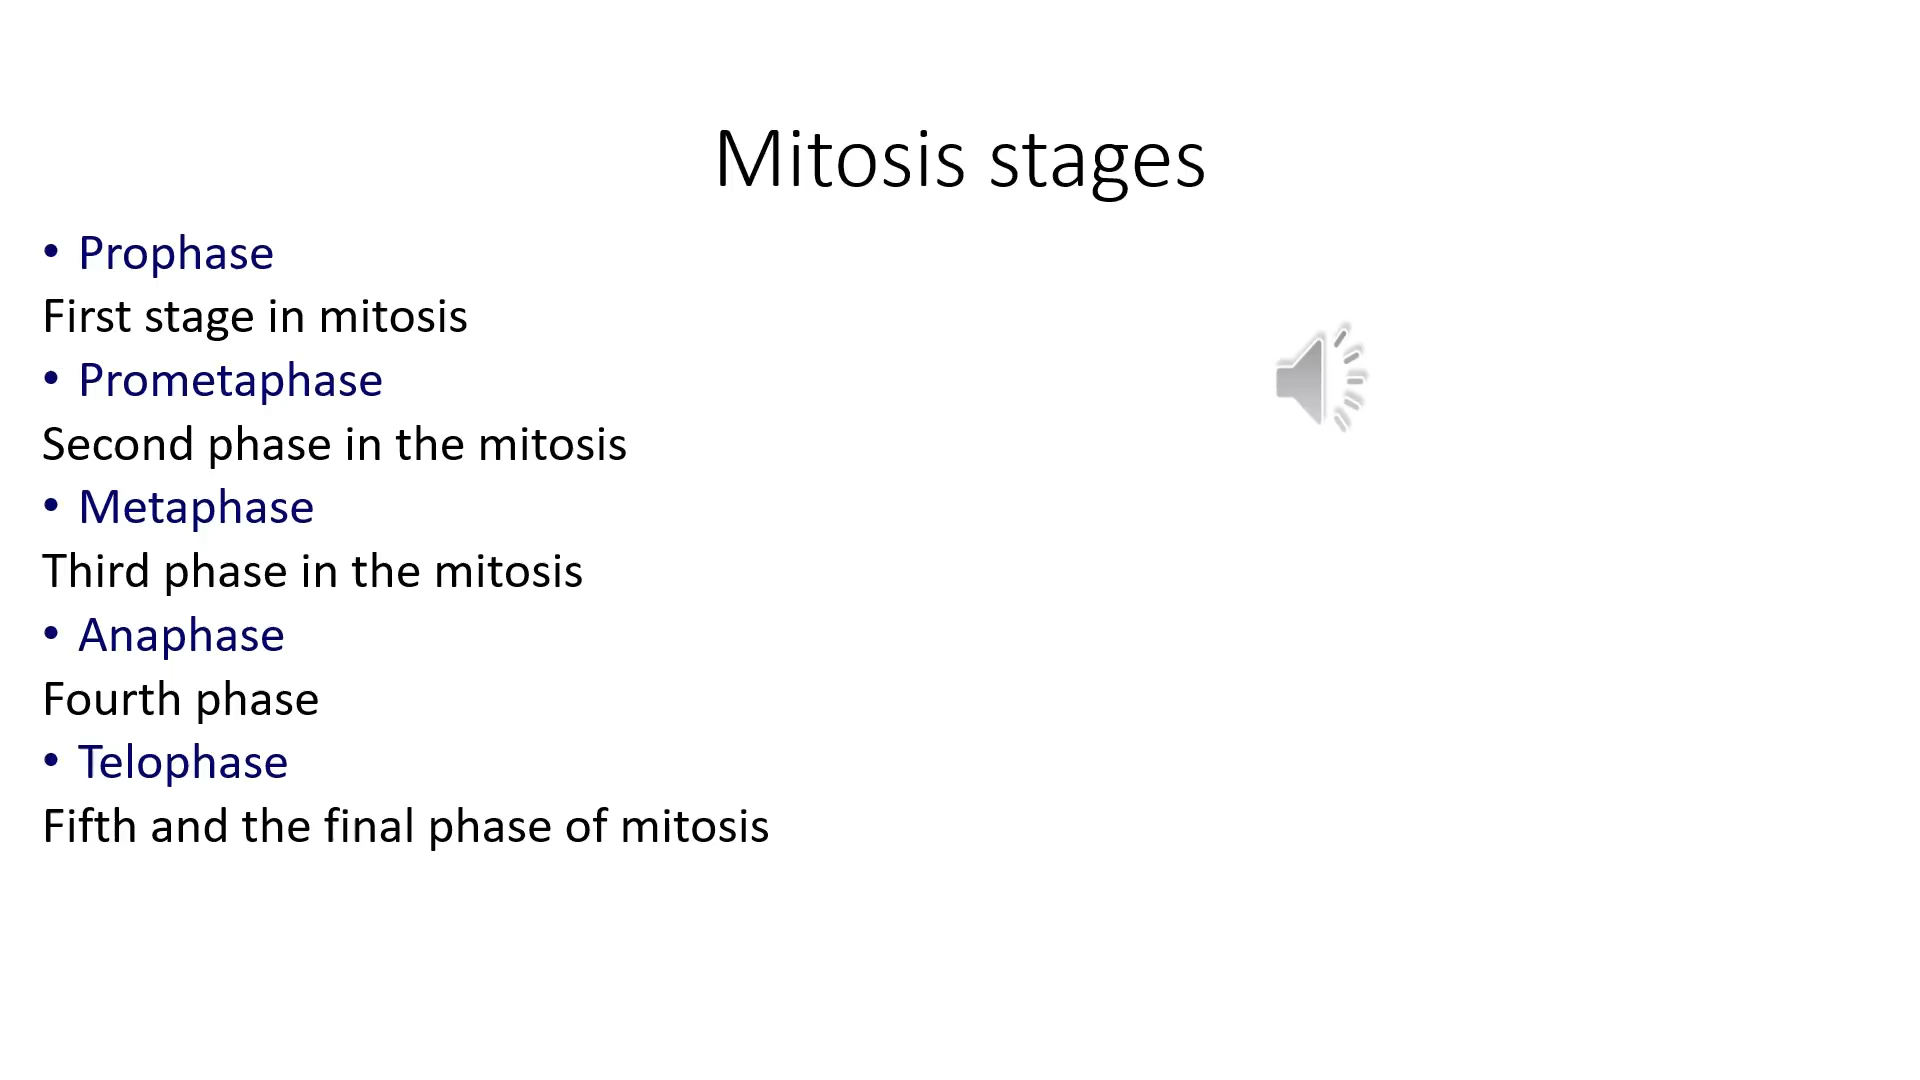 Mitosis stages
• Prophase
First stage in mitosis
• Prometaphase
Second phase in the mitosis
• Metaphase
Third phase in the mitosis
• Anaphase
Fourth phase
• Telophase
Fifth and the final phase of mitosis